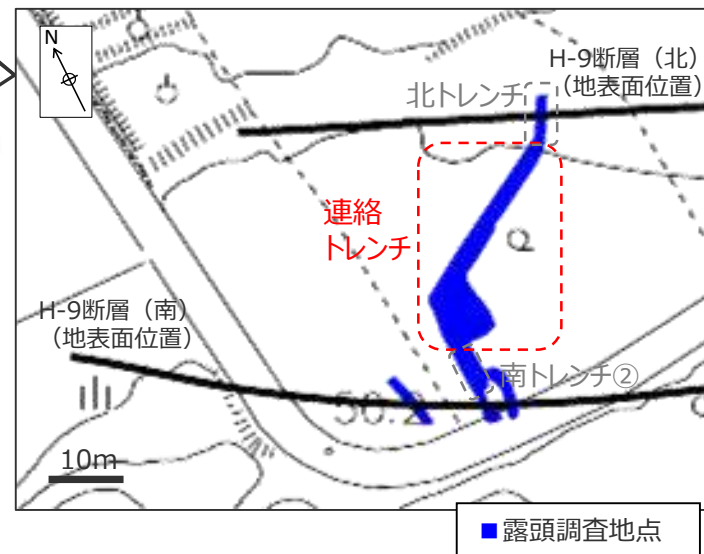 N
H-9断層（北）
（地表面位置）
北トレンチ
連絡
トレンチ
H-9断層（南）
（地表面位置）
南トレンチ②
50.2
10m
■露頭調査地点